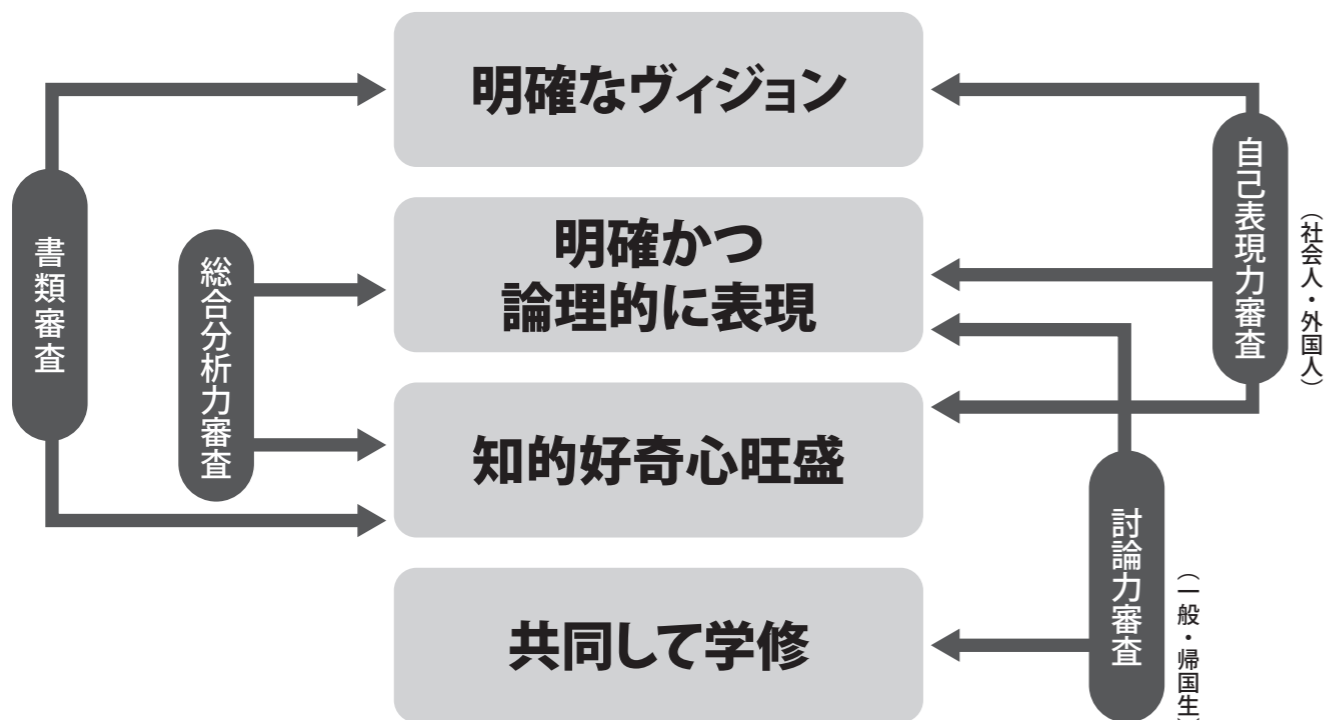 明確なヴィジョン
明確かつ
論理的に表現
知的好奇心旺盛
共同して学修
書類審査
総合分析力審査
自己表現力審査
（社会人・外国人）
討論力審査
（一般・帰国生）